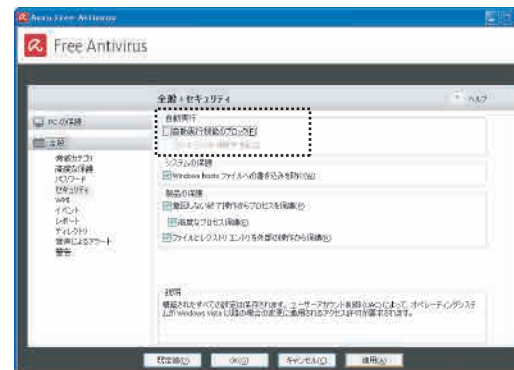 Avira Free Antivirus
Free Antivirus
全般 › セキュリティ
ヘルプ
PC の保護
全般
脅威カテゴリ
高度な保護
パスワード
セキュリティ
WMI
イベント
レポート
ディレクトリ
音声によるアラート
警告
自動実行
自動実行機能のブロック(F)
システムの保護
Windows hosts ファイルへの書き込みを防ぐ(W)
製品の保護
意図しない終了操作からプロセスを保護(P)
高度なプロセス保護(E)
ファイルとレジストリ エントリを外部の操作から保護(R)
説明
構築されたすべての設定は保存されます。ユーザーアカウント制御(UAC)によって、オペレーティングシステ
ムが Windows Vista 以降の場合の変更に適用されるアクセス許可が要求されます。
既定値(D)
OK(O)
キャンセル(C)
適用(A)